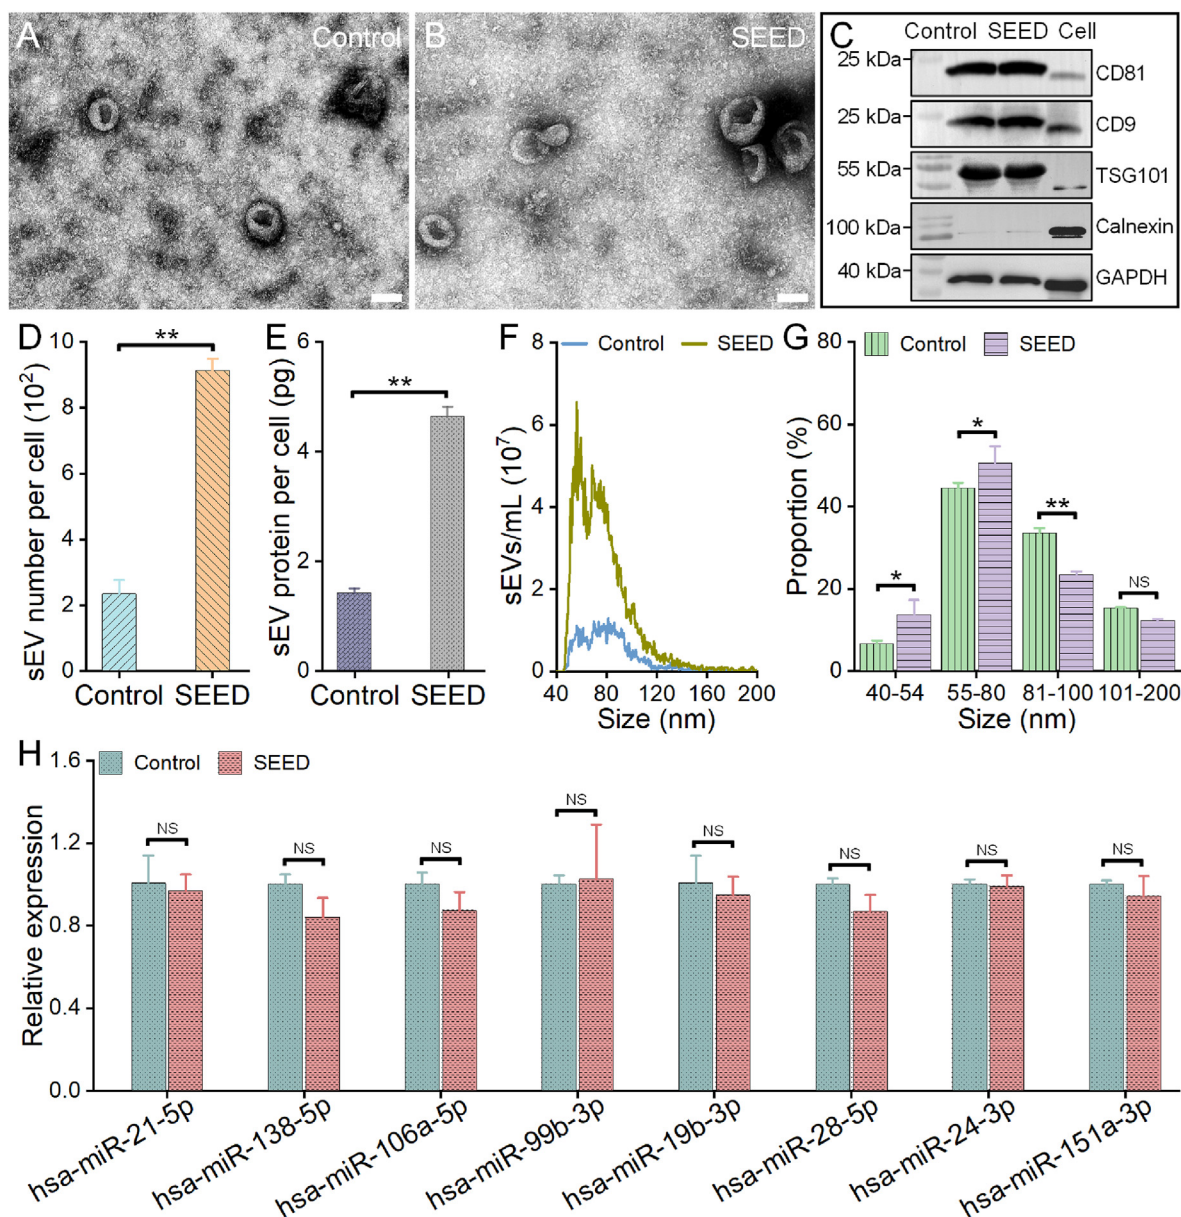 A
Control
B
SEED
C
Control SEED Cell
25 kDa
CD81
25 kDa
CD9
55 kDa
TSG101
100 kDa
Calnexin
40 kDa
GAPDH
D
sEV number per cell (10²)
10
8
6
4
2
0
**
Control SEED
E
sEV protein per cell (pg)
6
4
2
0
**
Control SEED
F
Control SEED
sEVs/mL (10⁷)
8
6
4
2
0
40 80 120 160 200
Size (nm)
G
Control SEED
Proportion (%)
80
60
40
20
0
*
*
**
NS
40-54 55-80 81-100 101-200
Size (nm)
H
Control SEED
Relative expression
1.6
1.2
0.8
0.4
0.0
NS NS NS NS NS NS NS NS
hsa-miR-21-5p
hsa-miR-138-5p
hsa-miR-106a-5p
hsa-miR-99b-3p
hsa-miR-19b-3p
hsa-miR-28-5p
hsa-miR-24-3p
hsa-miR-151a-3p